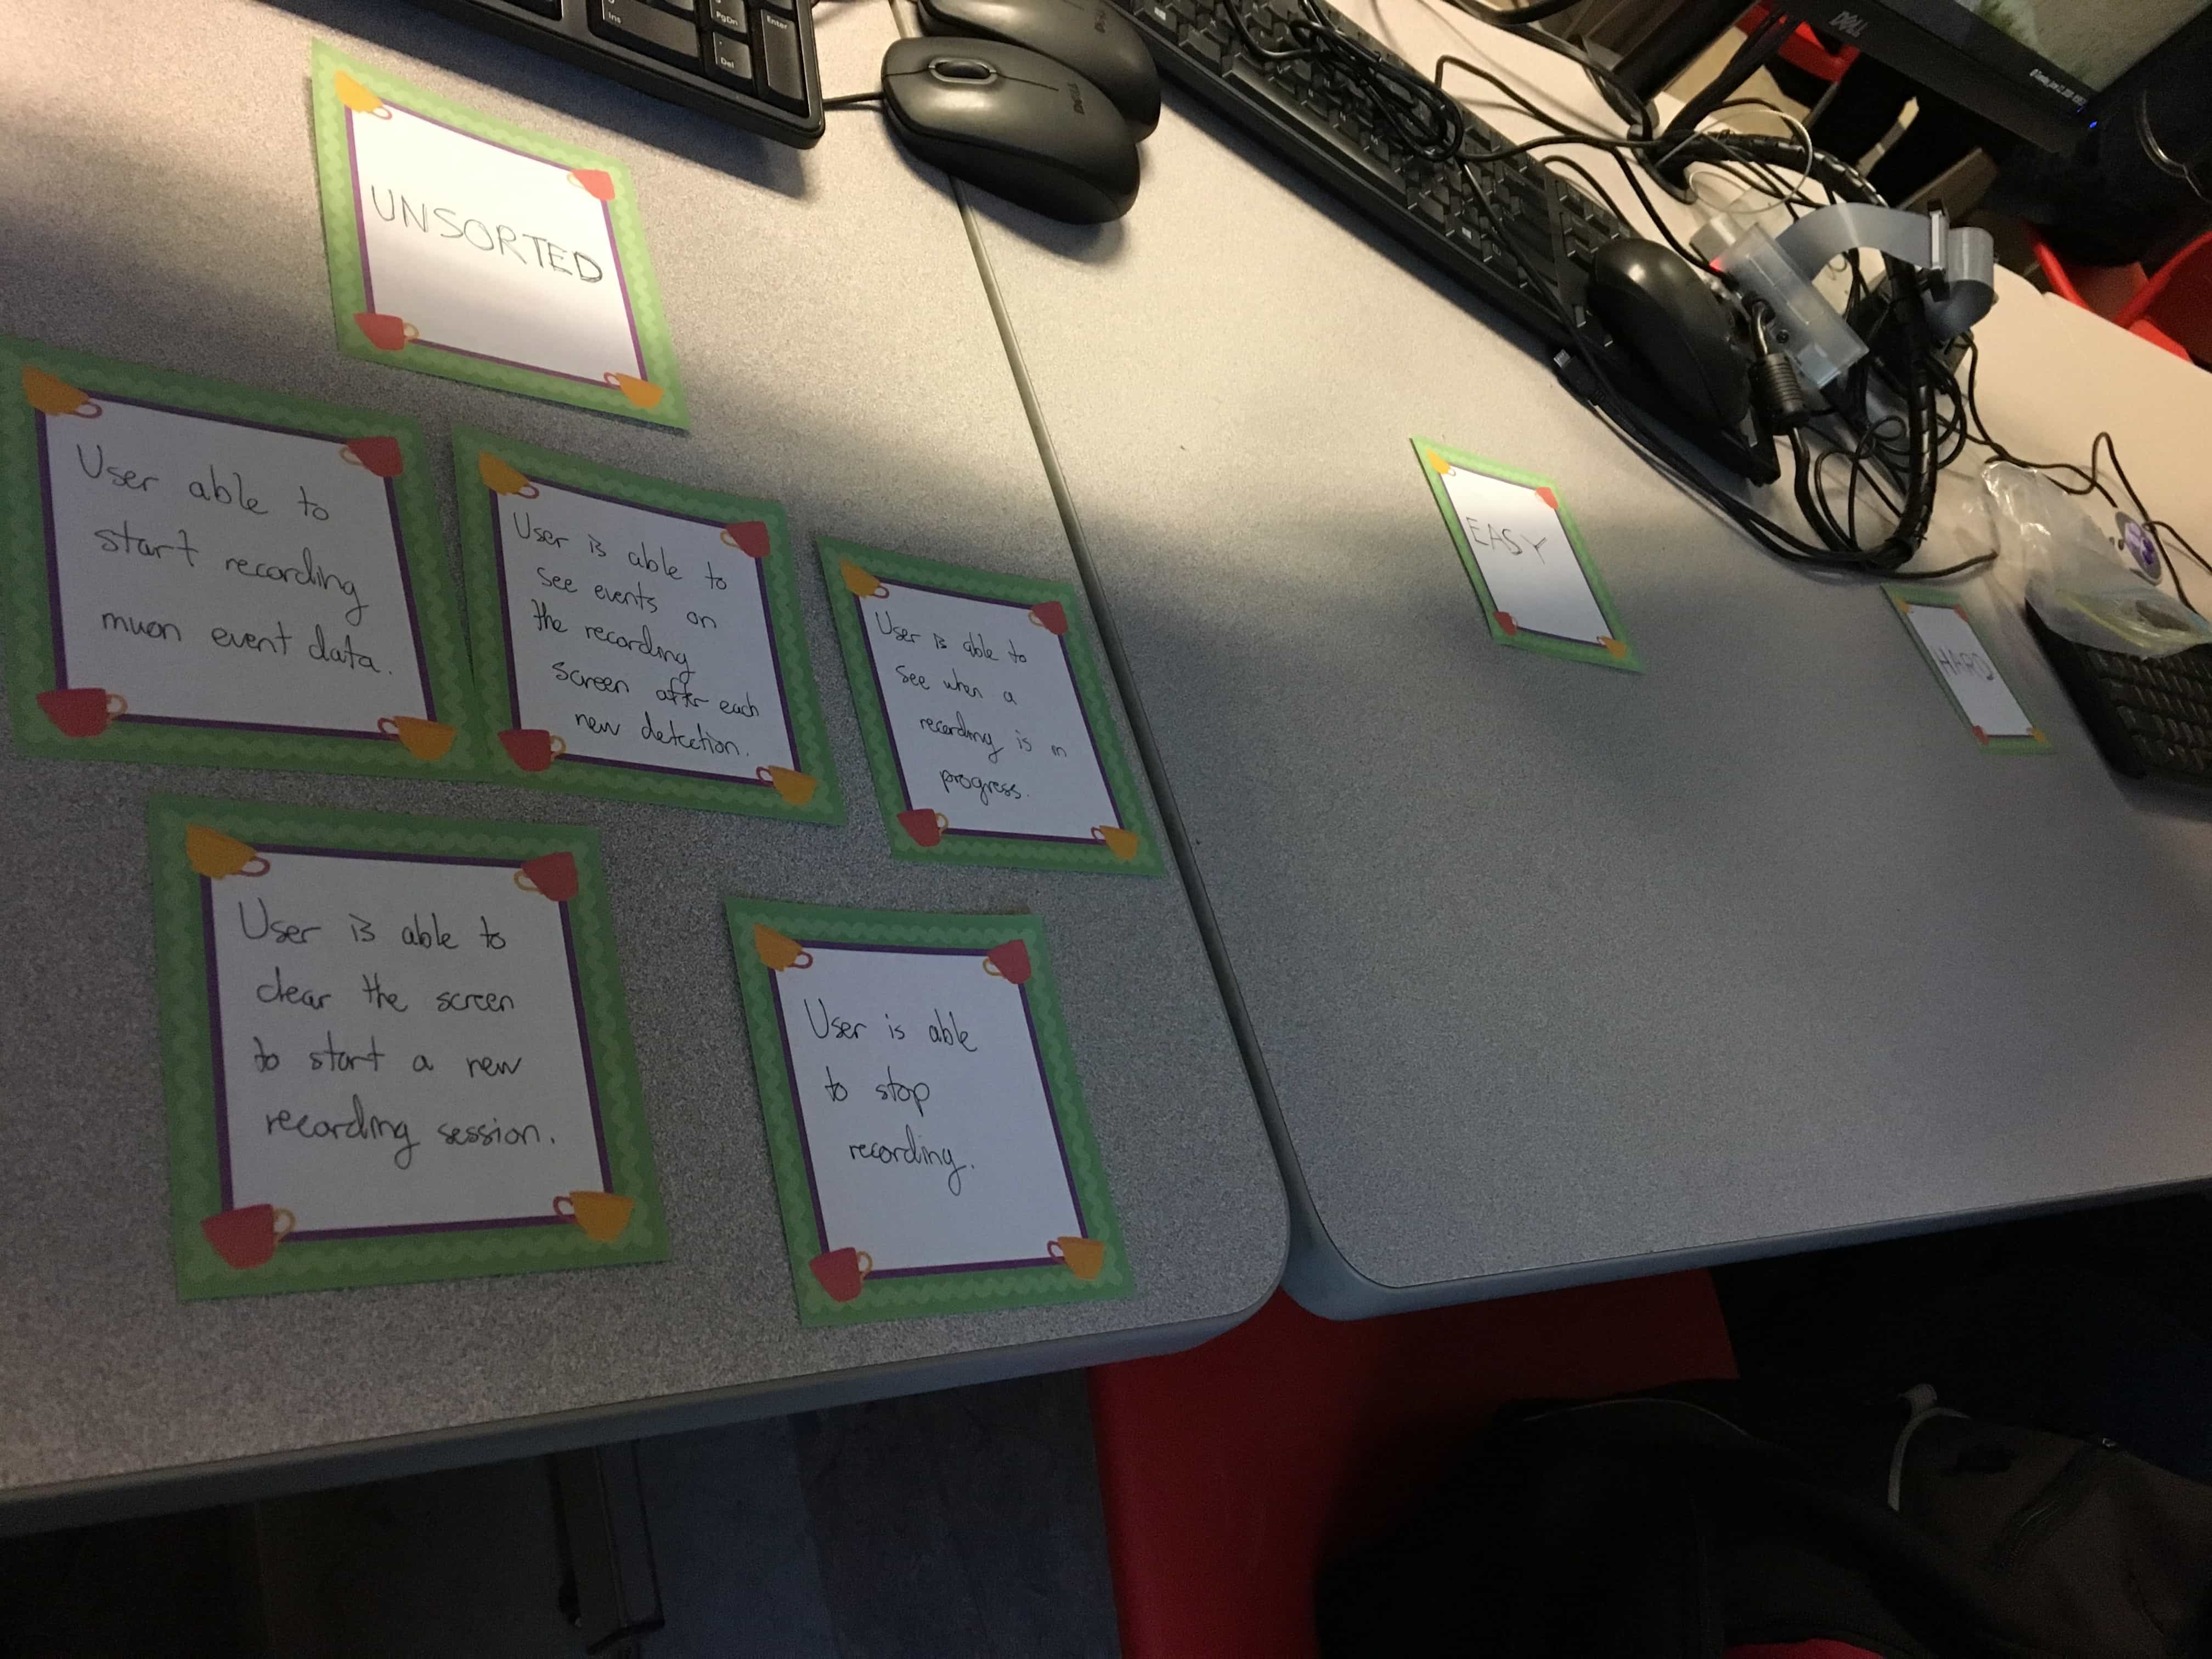 UNSORTED
User able to
start recording
muon event data.
User is able to
see events on
the recording
screen after each
new detection.
User is able to
see when a
recording is in
progress.
User is able to
clear the screen
to start a new
recording session.
User is able
to stop
recording.
EASY
HARD
Ins
PgDn
Enter
Del
DELL
DELL